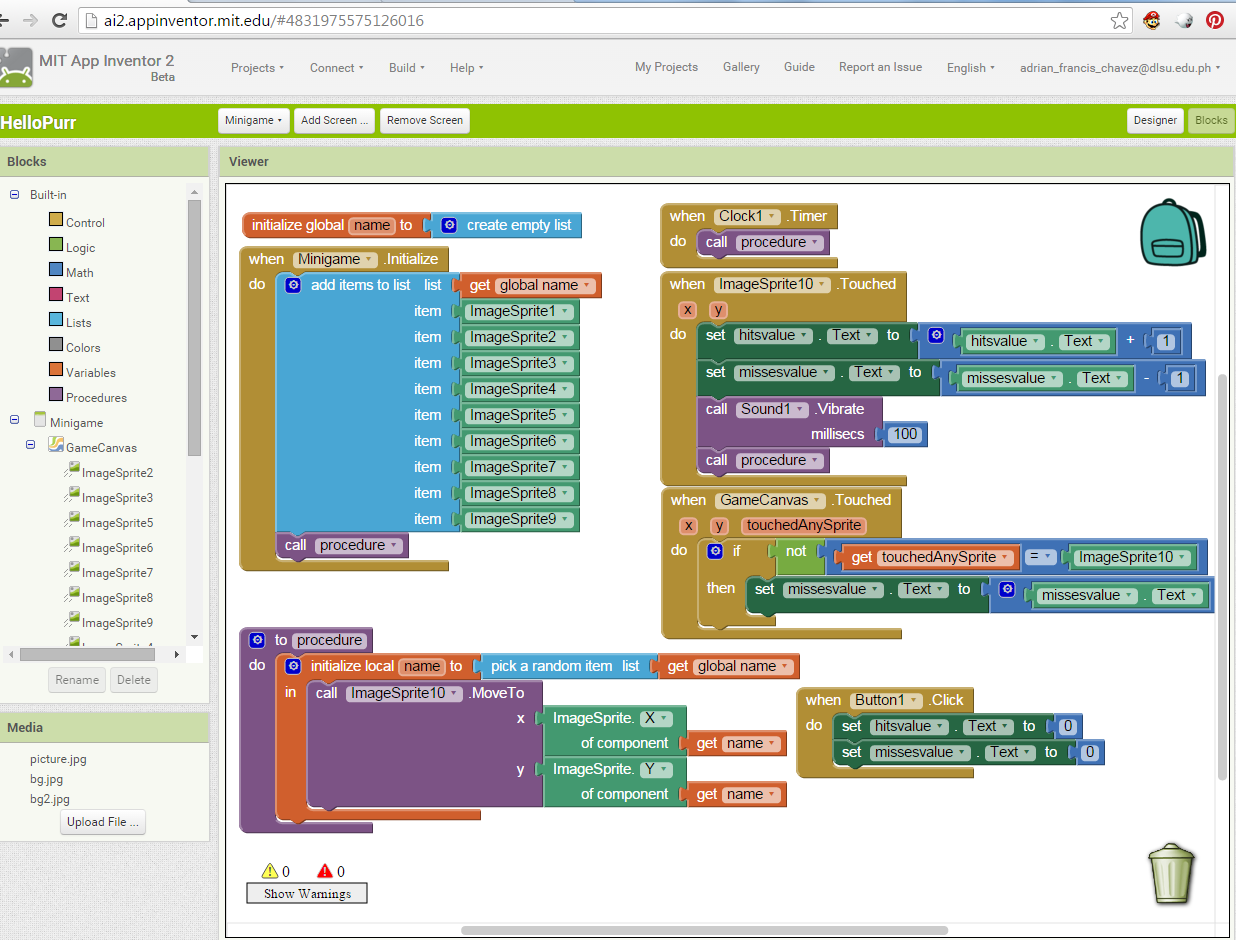 ai2.appinventor.mit.edu/#4831975575126016
MIT App Inventor 2
Beta
Projects Connect Build Help My Projects Gallery Guide Report an Issue English adrian_francis_chavez@dlsu.edu.ph
HelloPurr Minigame Add Screen ... Remove Screen Designer Blocks
Blocks
Built-in
Control
Logic
Math
Text
Lists
Colors
Variables
Procedures
Minigame
GameCanvas
ImageSprite2
ImageSprite3
ImageSprite5
ImageSprite6
ImageSprite7
ImageSprite8
ImageSprite9
Rename Delete
Media
picture.jpg
bg.jpg
bg2.jpg
Upload File ...
Viewer
initialize global name to create empty list
when Minigame .Initialize
do add items to list list get global name
item ImageSprite1
item ImageSprite2
item ImageSprite3
item ImageSprite4
item ImageSprite5
item ImageSprite6
item ImageSprite7
item ImageSprite8
item ImageSprite9
call procedure
to procedure
do initialize local name to pick a random item list get global name
in call ImageSprite10 .MoveTo
x ImageSprite. X
of component get name
y ImageSprite. Y
of component get name
when Clock1 .Timer
do call procedure
when ImageSprite10 .Touched
x y
do set hitsvalue . Text to hitsvalue . Text + 1
set missesvalue . Text to missesvalue . Text - 1
call Sound1 .Vibrate
millisecs 100
call procedure
when GameCanvas .Touched
x y touchedAnySprite
do if not get touchedAnySprite = ImageSprite10
then set missesvalue . Text to missesvalue . Text
when Button1 .Click
do set hitsvalue . Text to 0
set missesvalue . Text to 0
0 0
Show Warnings